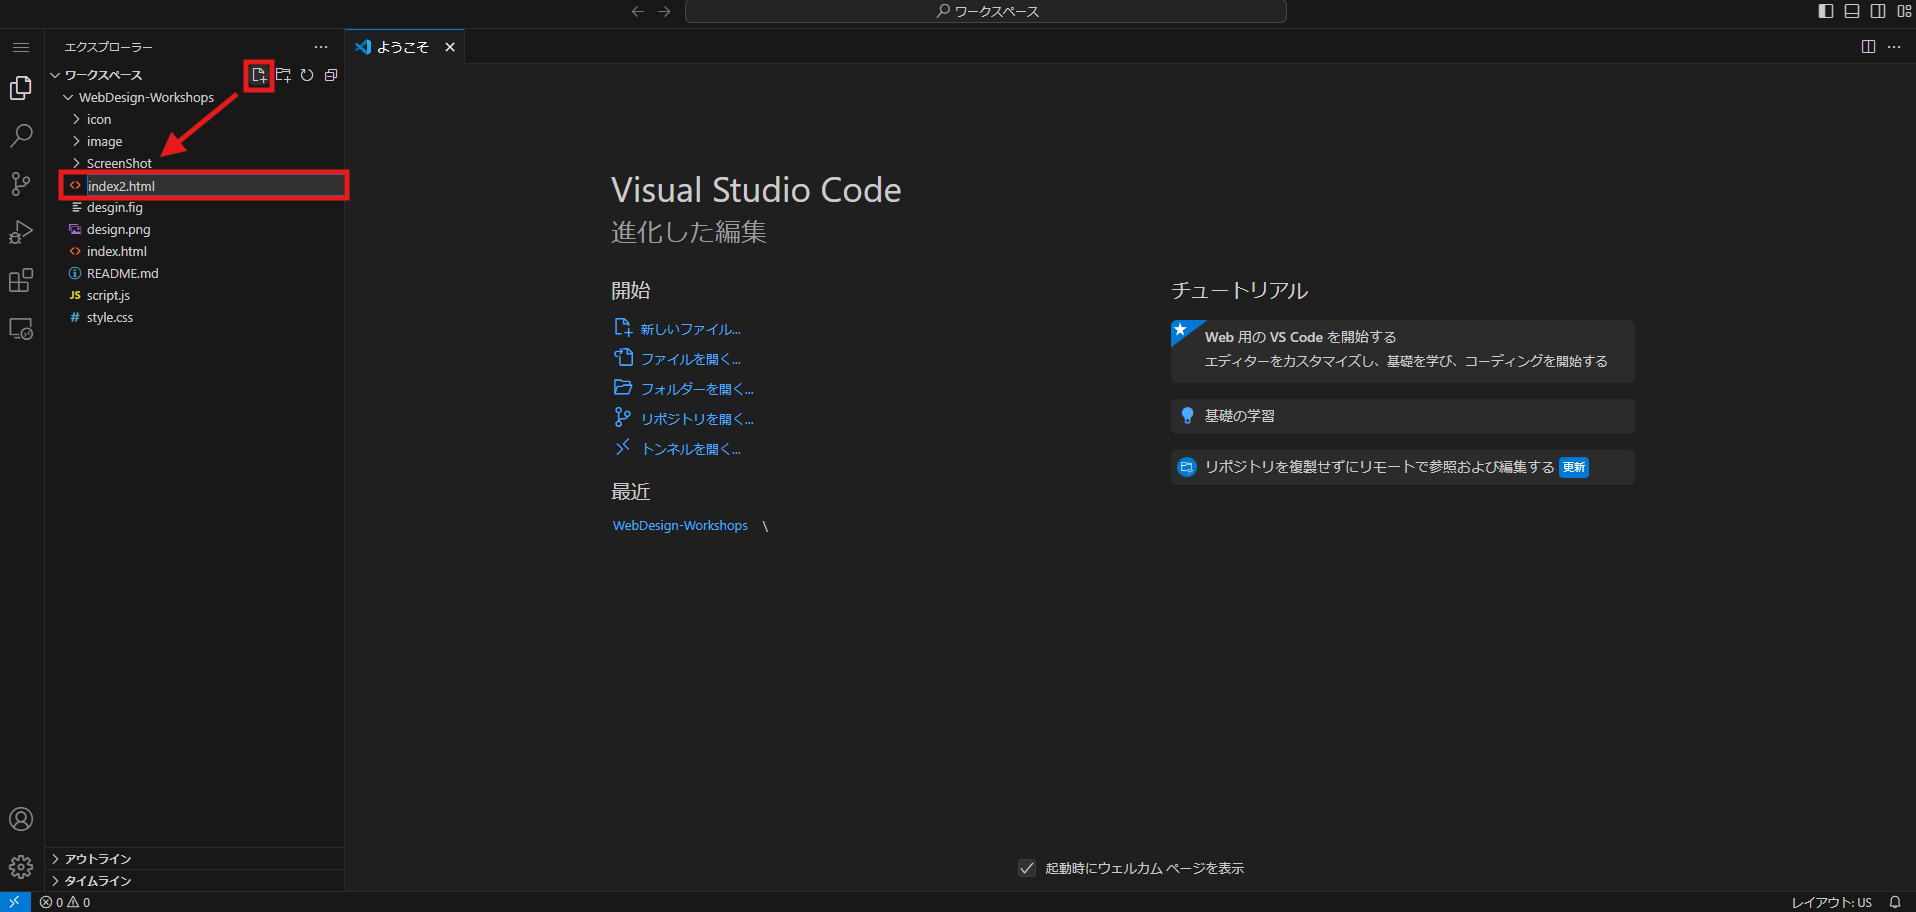 ワークスペース
エクスプローラー
ようこそ
ワークスペース
WebDesign-Workshops
icon
image
ScreenShot
index2.html
desgin.fig
design.png
index.html
README.md
JS script.js
# style.css
Visual Studio Code
進化した編集
開始
新しいファイル...
ファイルを開く...
フォルダーを開く...
リポジトリを開く...
トンネルを開く...
最近
WebDesign-Workshops \
チュートリアル
Web 用の VS Code を開始する
エディターをカスタマイズし、基礎を学び、コーディングを開始する
基礎の学習
リポジトリを複製せずにリモートで参照および編集する 更新
起動時にウェルカム ページを表示
アウトライン
タイムライン
0 0
レイアウト: US